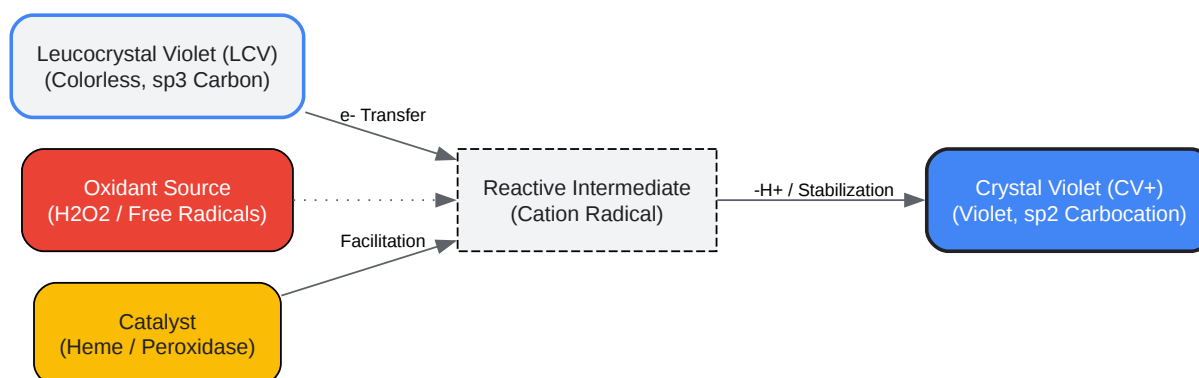 Leucocrystal Violet (LCV)
(Colorless, sp3 Carbon)
e- Transfer
Oxidant Source
(H2O2 / Free Radicals)
Reactive Intermediate
(Cation Radical)
-H+ / Stabilization
Crystal Violet (CV+)
(Violet, sp2 Carbocation)
Facilitation
Catalyst
(Heme / Peroxidase)